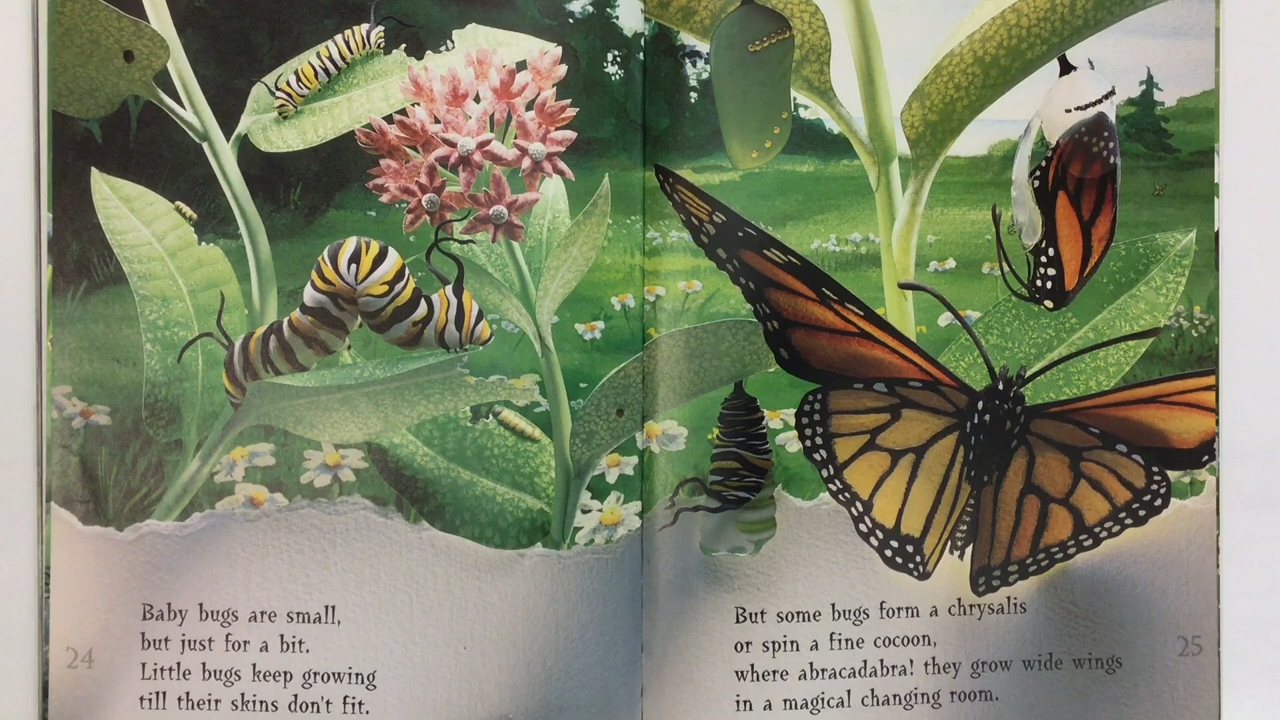 Baby bugs are small,
but just for a bit.
Little bugs keep growing
till their skins don't fit.
24
But some bugs form a chrysalis
or spin a fine cocoon,
where abracadabra! they grow wide wings
in a magical changing room.
25